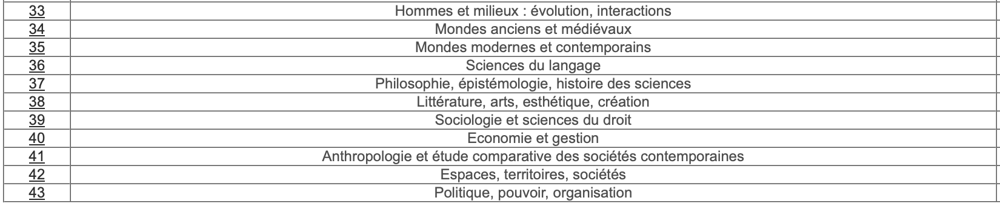 33 Hommes et milieux : évolution, interactions
34 Mondes anciens et médiévaux
35 Mondes modernes et contemporains
36 Sciences du langage
37 Philosophie, épistémologie, histoire des sciences
38 Littérature, arts, esthétique, création
39 Sociologie et sciences du droit
40 Economie et gestion
41 Anthropologie et étude comparative des sociétés contemporaines
42 Espaces, territoires, sociétés
43 Politique, pouvoir, organisation